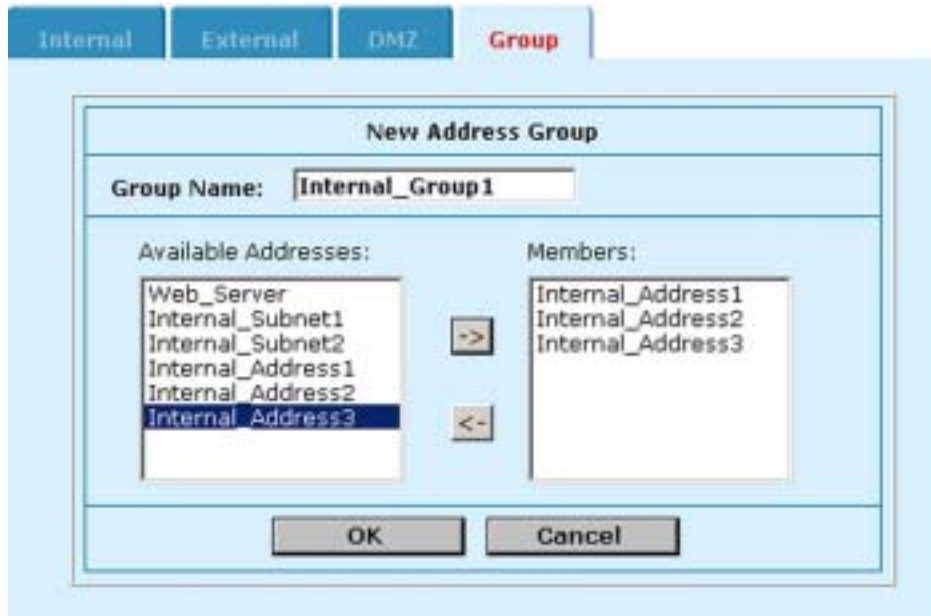 Internal External DMZ Group
New Address Group
Group Name: Internal_Group1
Available Addresses: Members:
Web_Server Internal_Address1
Internal_Subnet1 Internal_Address2
Internal_Subnet2 Internal_Address3
Internal_Address1
Internal_Address2
Internal_Address3
->
<-
OK Cancel